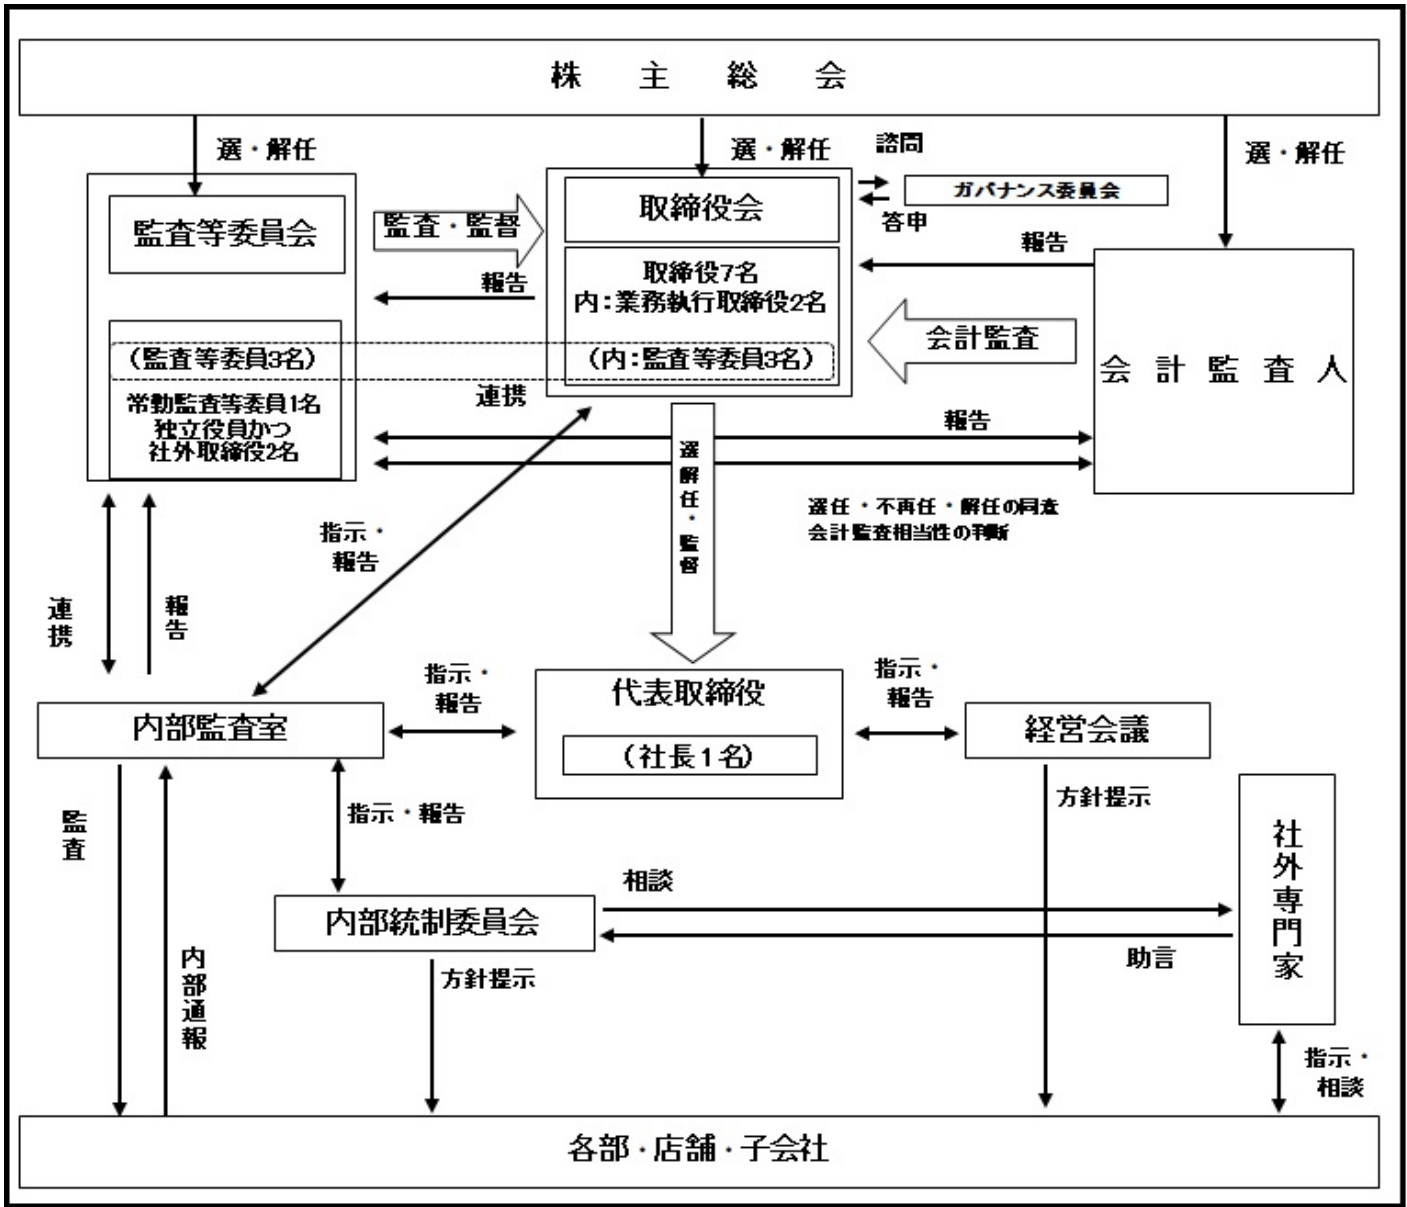 株主総会
選・解任
選・解任
諮問
選・解任
監査等委員会
監査・監督
取締役会
ガバナンス委員会
答申
報告
報告
取締役7名
内:業務執行取締役2名
会計監査
(監査等委員3名)
(内:監査等委員3名)
会計監査人
常勤監査等委員1名
独立役員かつ
社外取締役2名
連携
報告
選解任・監督
選任・不再任・解任の同意
会計監査相当性の判断
指示・
報告
連携
報告
指示・
報告
代表取締役
(社長1名)
指示・
報告
内部監査室
経営会議
監査
指示・報告
方針提示
社外専門家
相談
内部統制委員会
助言
内部通報
方針提示
指示・
相談
各部・店舗・子会社